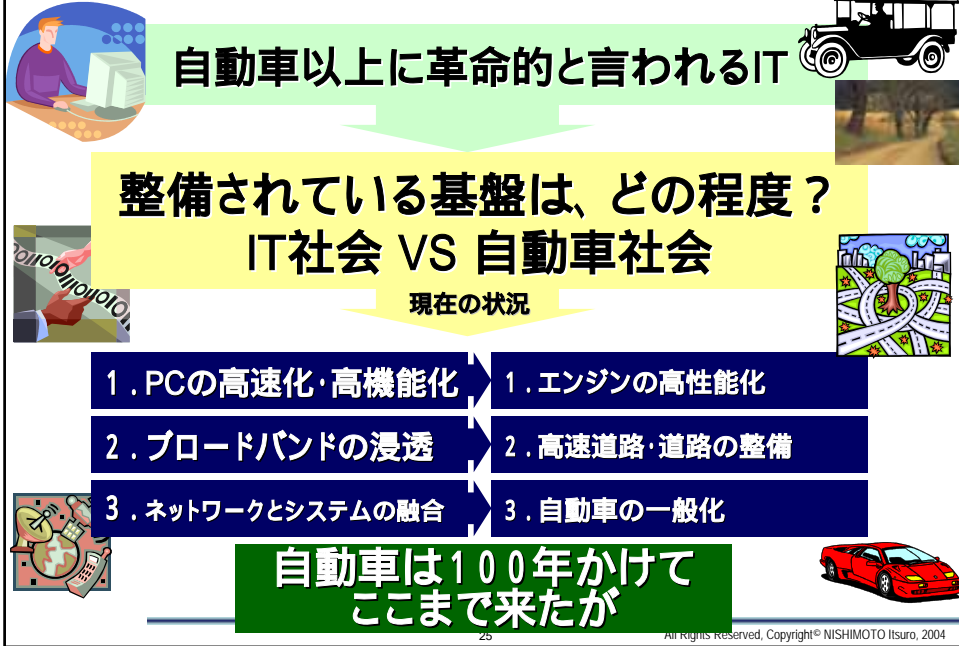 自動車以上に革命的と言われるIT
整備されている基盤は、どの程度？
IT社会 VS 自動車社会
現在の状況
１．PCの高速化・高機能化
１．エンジンの高性能化
２．ブロードバンドの浸透
２．高速道路・道路の整備
３．ネットワークとシステムの融合
３．自動車の一般化
自動車は１００年かけて
ここまで来たが
25
All Rights Reserved, Copyright© NISHIMOTO Itsuro, 2004